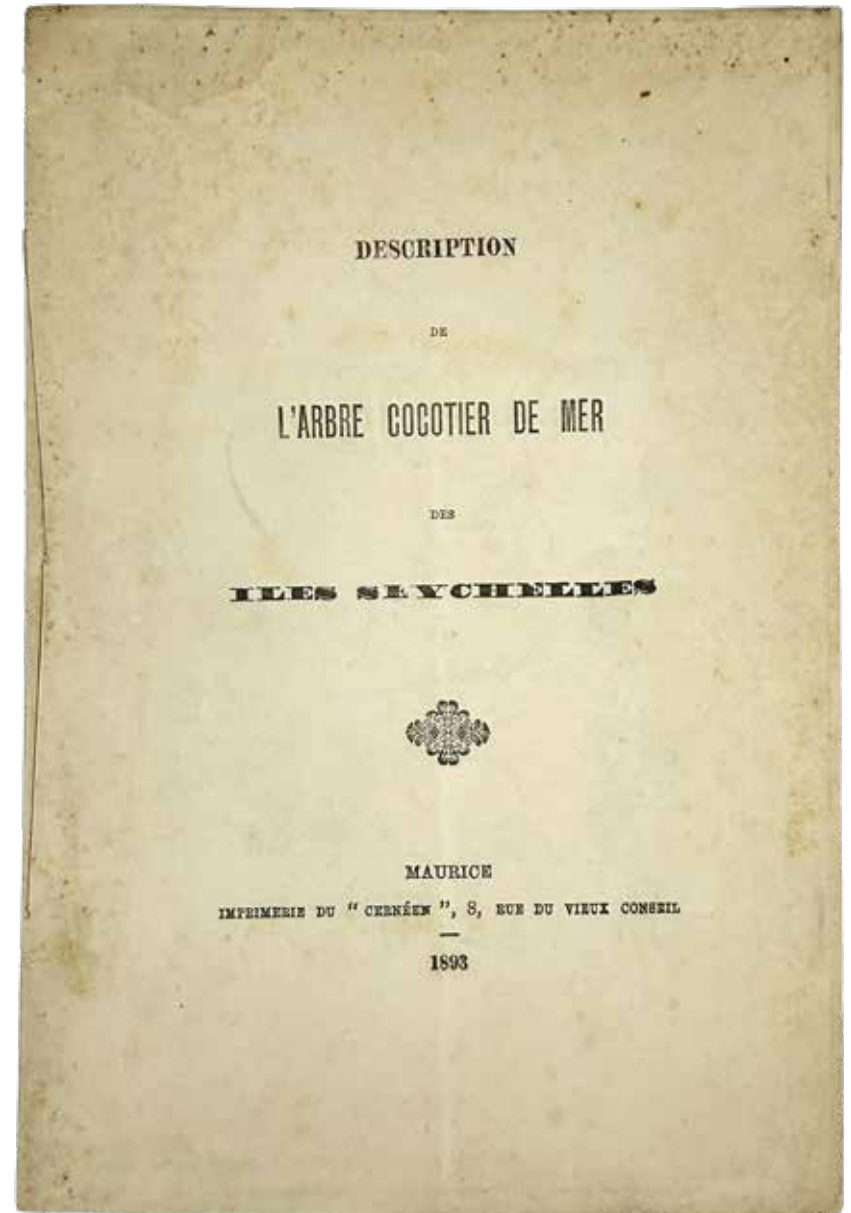 DESCRIPTION
DE
L'ARBRE COCOTIER DE MER
DES
ILES SEYCHELLES
MAURICE
IMPRIMERIE DU " CERNÉEN ", 8, RUE DU VIEUX CONSEIL
1893